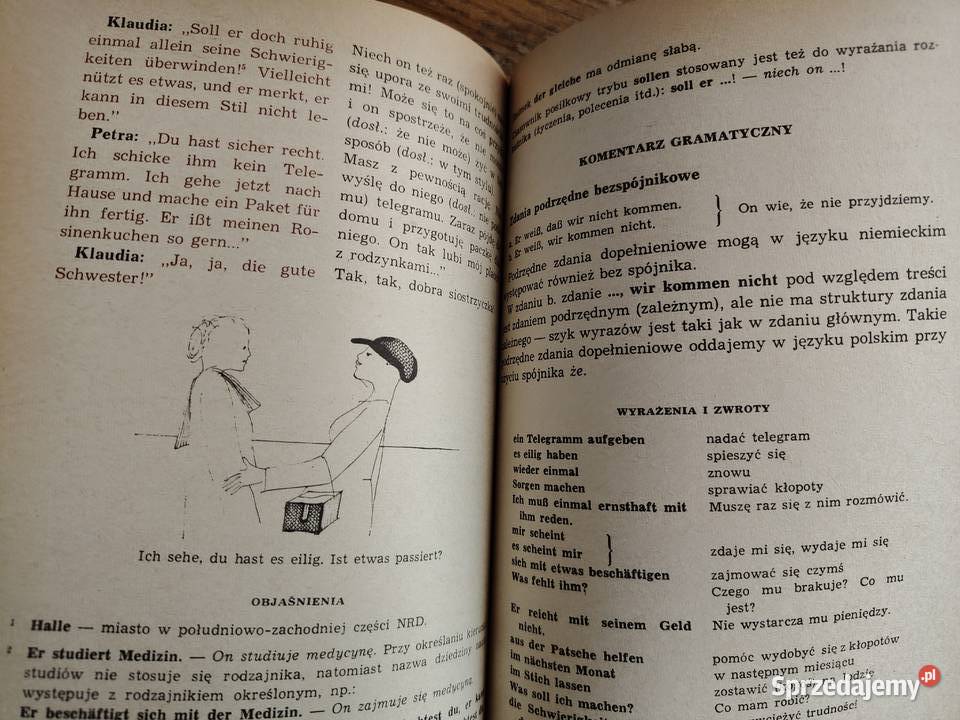 Klaudia: „Soll er doch ruhig
einmal allein seine Schwierig-
keiten überwinden!⁵ Vielleicht
nützt es etwas, und er merkt, er
kann in diesem Stil nicht le-
ben."
Petra: „Du hast sicher recht.
Ich schicke ihm kein Tele-
gramm. Ich gehe jetzt nach
Hause und mache ein Paket für
ihn fertig. Er ißt meinen Ro-
sinenkuchen so gern..."
Klaudia: „Ja, ja, die gute
Schwester!"
Niech on też raz (spokojnie)
się upora ze swoimi trudnościa-
mi! Może się to na coś
i on spostrzeże, że nie
sposób (dosł.: w tym stylu)
(dosł.: że nie może) żyć w
Masz z pewnością rację
wyślę do niego (dosł. nie
mu) telegramu. Zaraz
domu i przygotuję paczkę
niego. On tak lubi mój
z rodzynkami..."
Tak, tak, dobra siostrzyczka
Ich sehe, du hast es eilig. Ist etwas passiert?
OBJAŚNIENIA
1 Halle — miasto w południowo-zachodniej części NRD.
2 Er studiert Medizin. — On studiuje medycynę. Przy określaniu
studiów nie stosuje się rodzajnika, natomiast nazwa dziedziny
występuje z rodzajnikiem określonym, np.:
Er beschäftigt sich mit der Medizin. — On zajmuje się medycyną.
der gleiche ma odmianę słabą.
posiłkowy trybu sollen stosowany jest też do wyrażania roz-
(życzenia, polecenia itd.): soll er ...! — niech on ...!
KOMENTARZ GRAMATYCZNY
Zdania podrzędne bezspójnikowe
a. Er weiß, daß wir nicht kommen.
b. Er weiß, wir kommen nicht.
} On wie, że nie przyjdziemy.
Podrzędne zdania dopełnieniowe mogą w języku niemieckim
występować również bez spójnika.
W zdaniu b. zdanie ..., wir kommen nicht pod względem treści
jest zdaniem podrzędnym (zależnym), ale nie ma struktury zdania
zależnego — szyk wyrazów jest taki jak w zdaniu głównym. Takie
podrzędne zdania dopełnieniowe oddajemy w języku polskim przy
użyciu spójnika że.
WYRAŻENIA I ZWROTY
ein Telegramm aufgeben nadać telegram
es eilig haben spieszyć się
wieder einmal znowu
Sorgen machen sprawiać kłopoty
Ich muß einmal ernsthaft mit Muszę raz się z nim rozmówić.
ihm reden.
mir scheint
es scheint mir } zdaje mi się, wydaje mi się
sich mit etwas beschäftigen zajmować się czymś
Was fehlt ihm? Czego mu brakuje? Co mu
jest?
Er reicht mit seinem Geld Nie wystarcza mu pieniędzy.
nicht.
aus der Patsche helfen pomóc wydobyć się z kłopotów
im nächsten Monat w następnym miesiącu
im Stich lassen zostawić
Was soll ich machen? Co mam robić?
die trudności
Sprzedajemy.pl